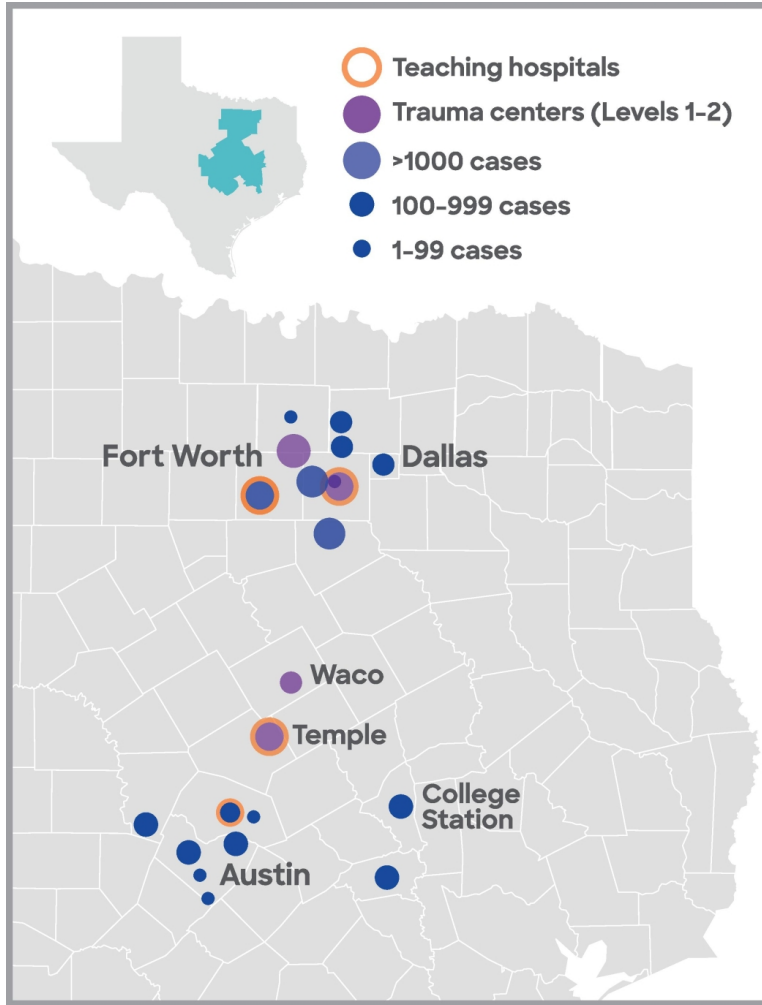 Teaching hospitals
Trauma centers (Levels 1-2)
>1000 cases
100-999 cases
1-99 cases
Fort Worth
Dallas
Waco
Temple
College
Station
Austin